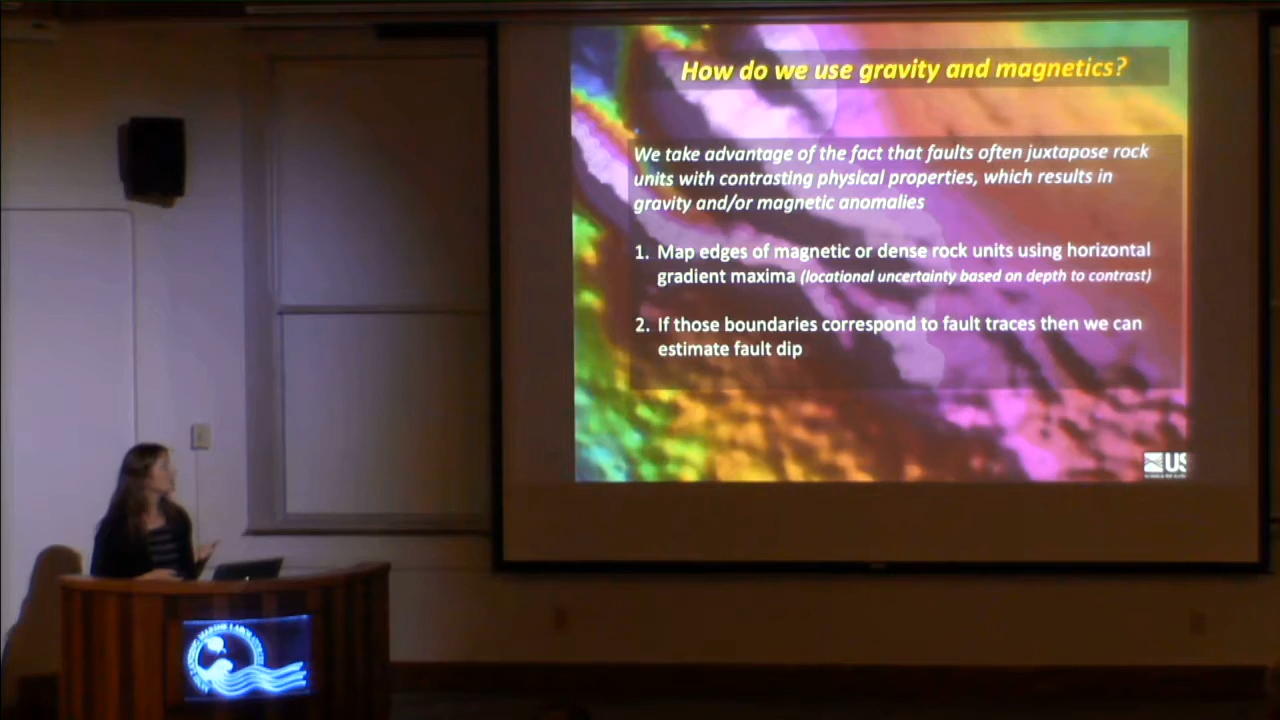 How do we use gravity and magnetics?
We take advantage of the fact that faults often juxtapose rock
units with contrasting physical properties, which results in
gravity and/or magnetic anomalies
1. Map edges of magnetic or dense rock units using horizontal
gradient maxima (locational uncertainty based on depth to contrast)
2. If those boundaries correspond to fault traces then we can
estimate fault dip
US
MARINE